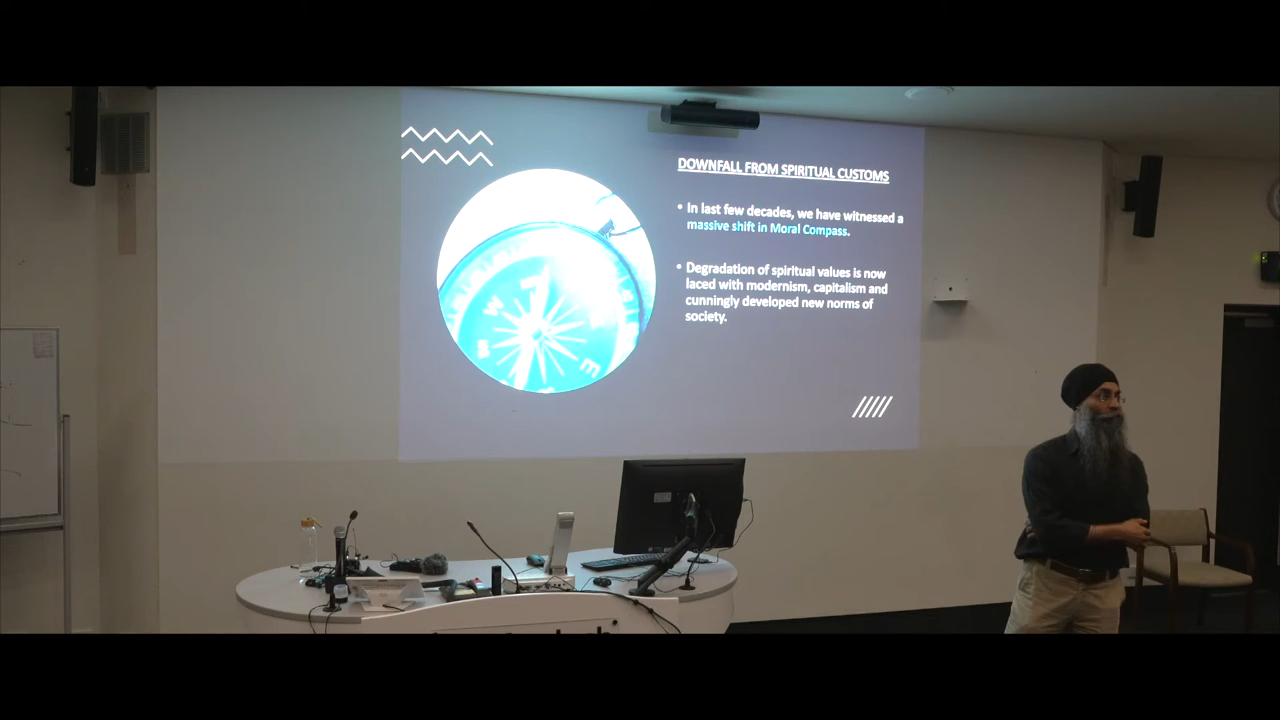 DOWNFALL FROM SPIRITUAL CUSTOMS
• In last few decades, we have witnessed a
massive shift in Moral Compass.
• Degradation of spiritual values is now
laced with modernism, capitalism and
cunningly developed new norms of
society.
W
E